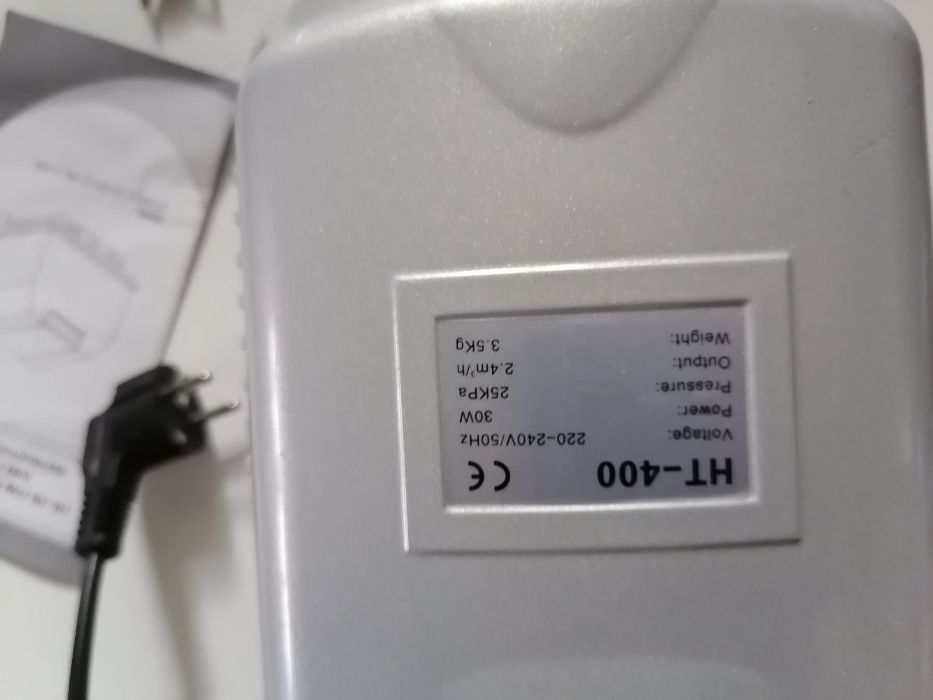 HT-400 CE
Voltage: 220-240V/50Hz
Power: 30W
Pressure: 25KPa
Output: 2.4m³/h
Weight: 3.5Kg